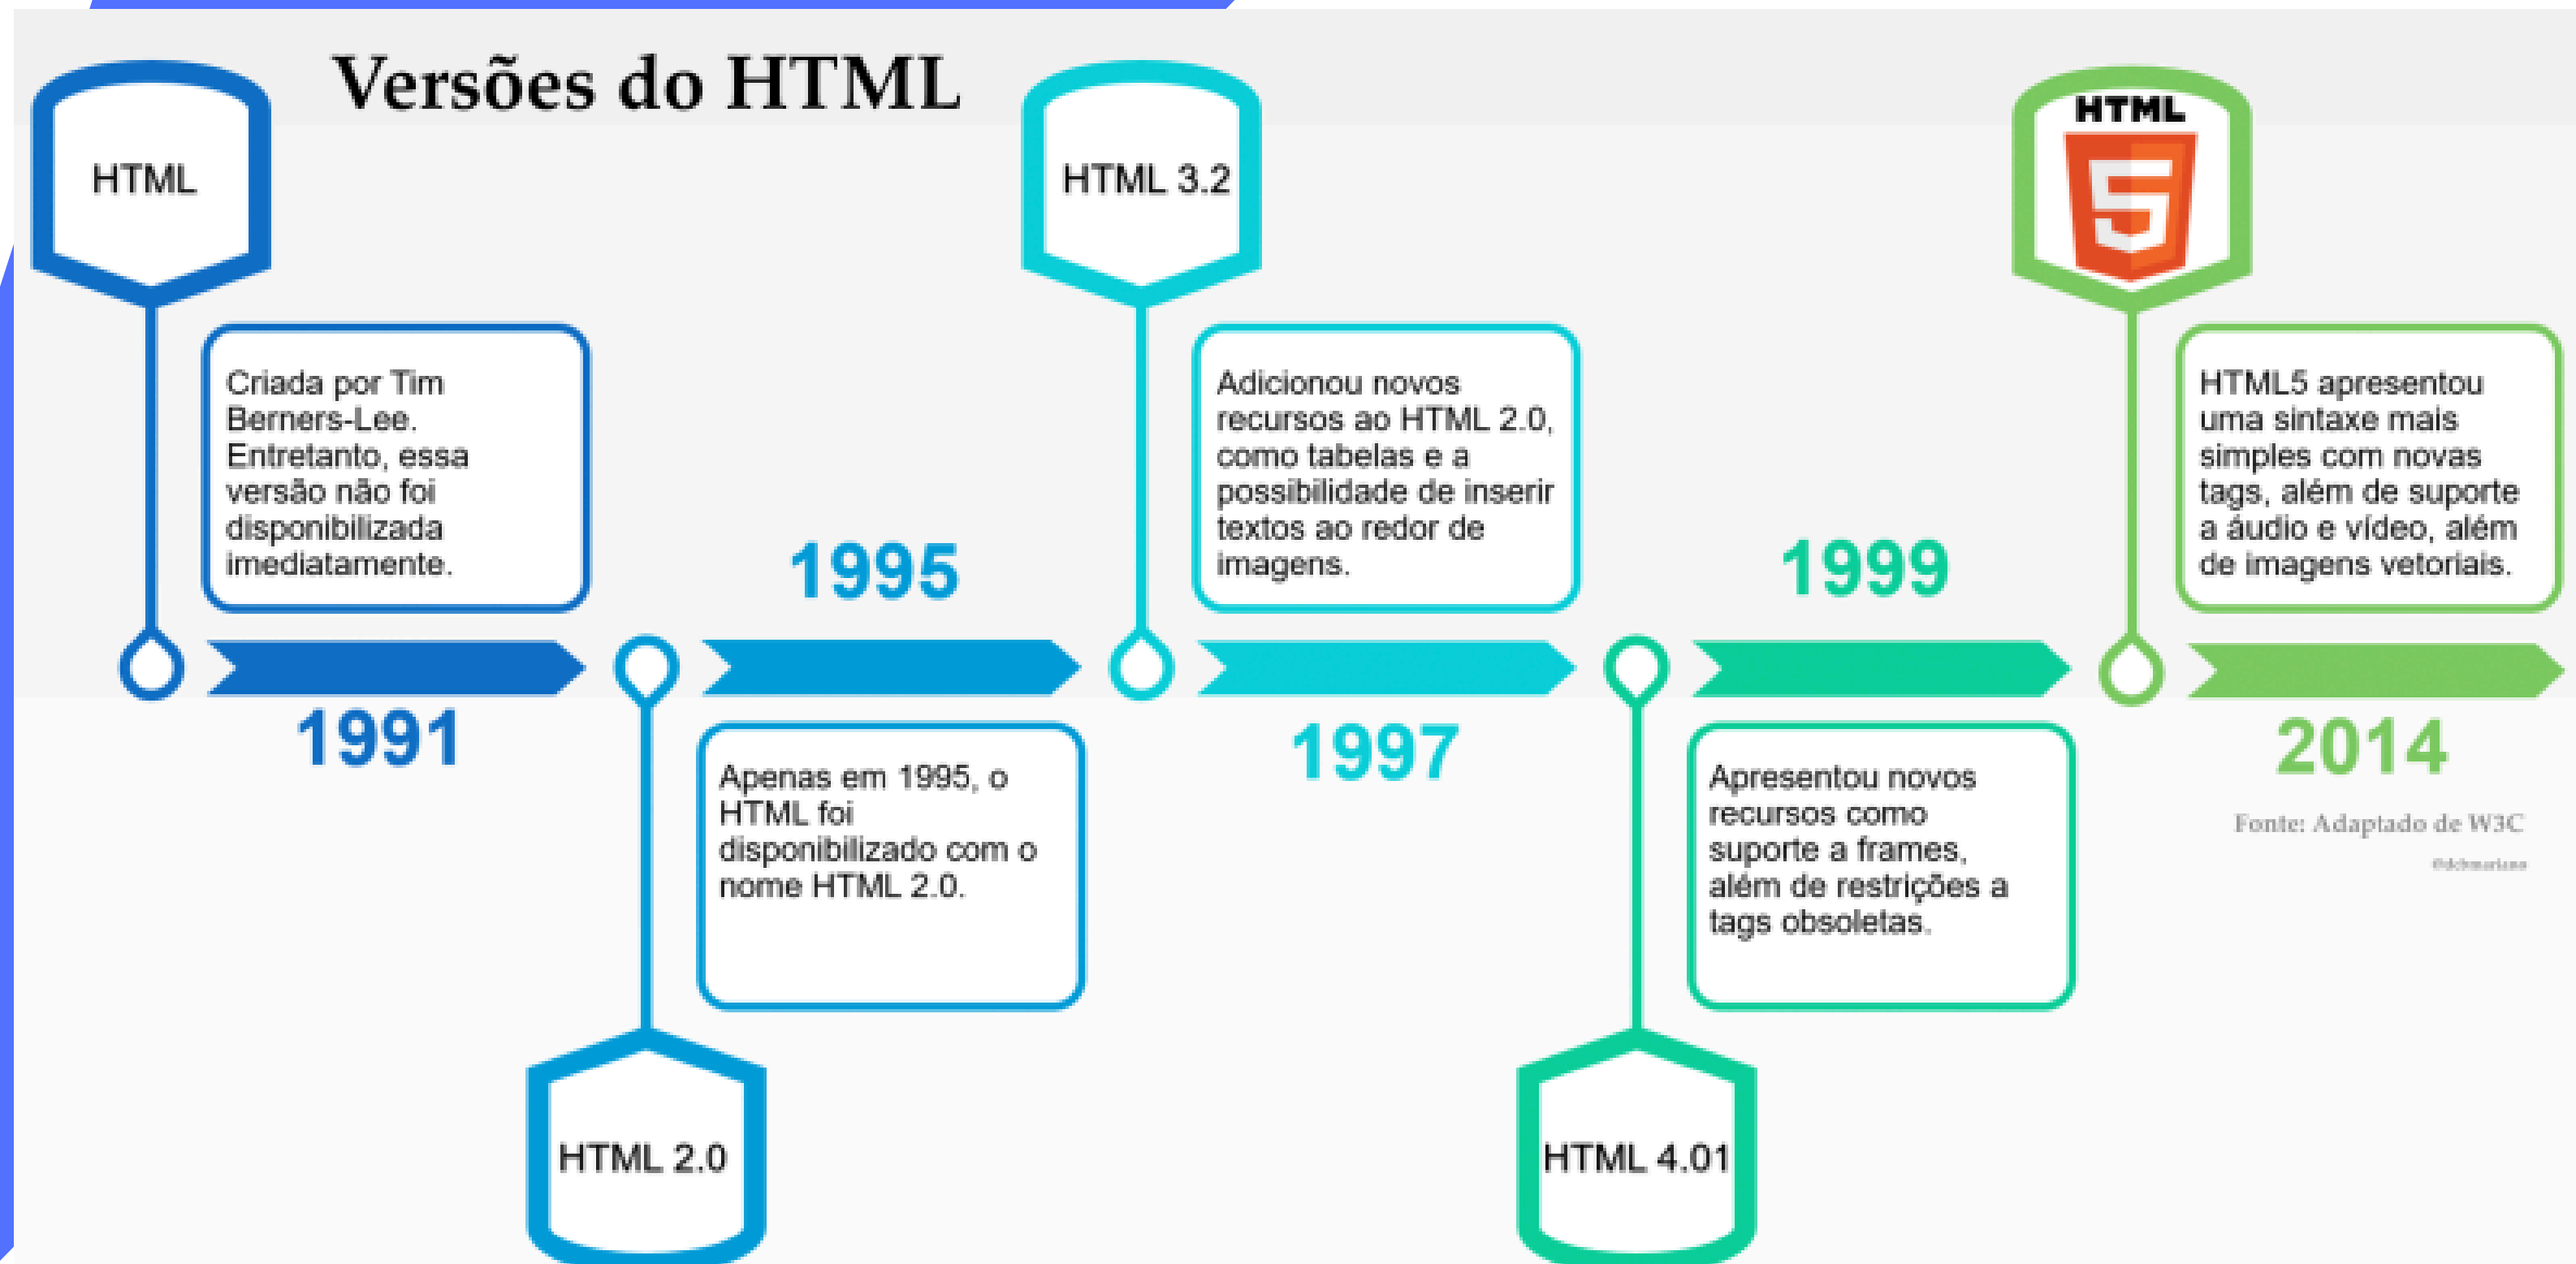 Versões do HTML
HTML
Criada por Tim
Berners-Lee.
Entretanto, essa
versão não foi
disponibilizada
imediatamente.
1991
1995
Apenas em 1995, o
HTML foi
disponibilizado com o
nome HTML 2.0.
HTML 2.0
HTML 3.2
Adicionou novos
recursos ao HTML 2.0,
como tabelas e a
possibilidade de inserir
textos ao redor de
imagens.
1997
1999
Apresentou novos
recursos como
suporte a frames,
além de restrições a
tags obsoletas.
HTML 4.01
HTML
5
HTML5 apresentou
uma sintaxe mais
simples com novas
tags, além de suporte
a áudio e vídeo, além
de imagens vetoriais.
2014
Fonte: Adaptado de W3C
@dcbmariano